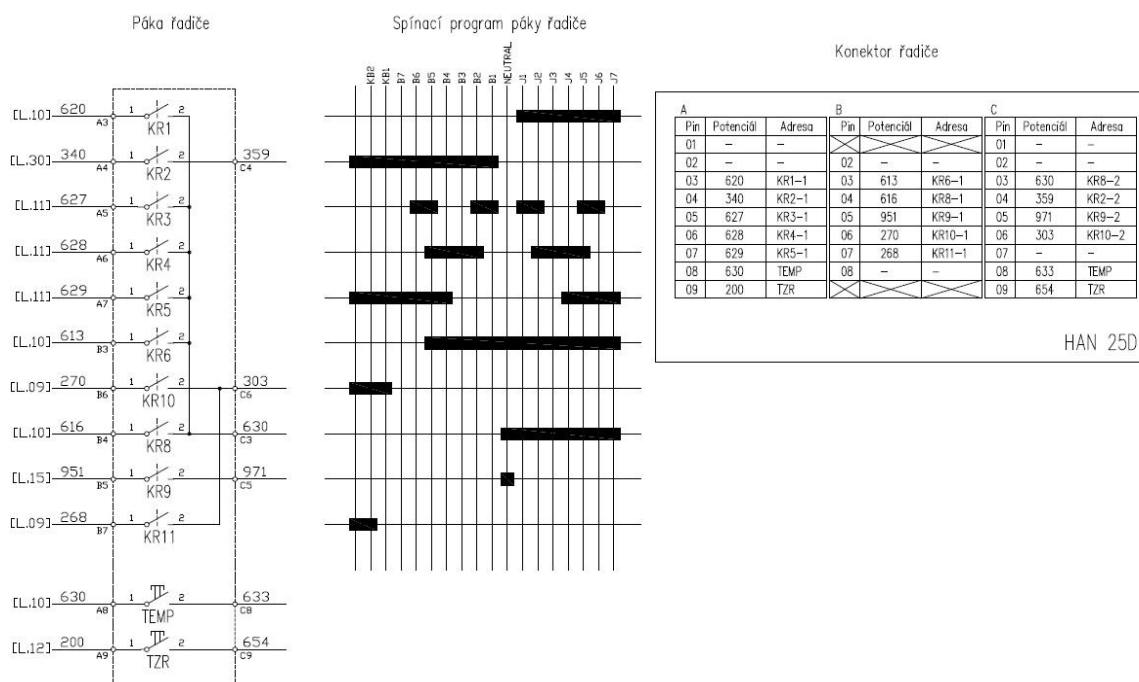 Páka řadiče
Spínací program páky řadiče
Konektor řadiče
KB2
KB1
B7
B6
B5
B4
B3
B2
B1
NEUTRAL
J1
J2
J3
J4
J5
J6
J7
[L.10] 620 A3 1 2 KR1
[L.30] 340 A4 1 2 KR2 359 C4
[L.11] 627 A5 1 2 KR3
[L.11] 628 A6 1 2 KR4
[L.11] 629 A7 1 2 KR5
[L.10] 613 B3 1 2 KR6
[L.09] 270 B6 1 2 KR10 303 C6
[L.10] 616 B4 1 2 KR8 630 C3
[L.15] 951 B5 1 2 KR9 971 C5
[L.09] 268 B7 1 2 KR11
[L.10] 630 A8 1 2 TEMP 633 C8
[L.12] 200 A9 1 2 TZR 654 C9
A B C
Pin Potenciál Adresa Pin Potenciál Adresa Pin Potenciál Adresa
01 – – 01 – –
02 – – 02 – – 02 – –
03 620 KR1–1 03 613 KR6–1 03 630 KR8–2
04 340 KR2–1 04 616 KR8–1 04 359 KR2–2
05 627 KR3–1 05 951 KR9–1 05 971 KR9–2
06 628 KR4–1 06 270 KR10–1 06 303 KR10–2
07 629 KR5–1 07 268 KR11–1 07 – –
08 630 TEMP 08 – – 08 633 TEMP
09 200 TZR 09 654 TZR
HAN 25D